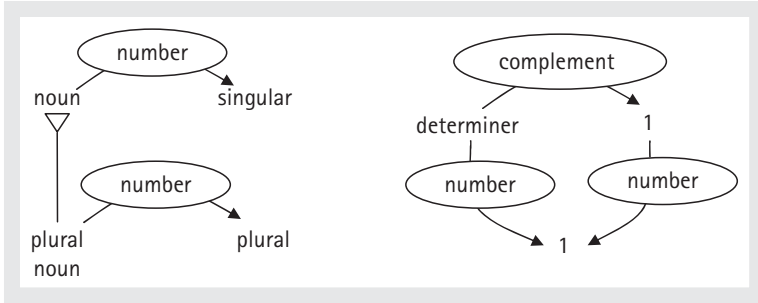 number
noun
singular
number
plural
noun
plural
complement
determiner
1
number
number
1